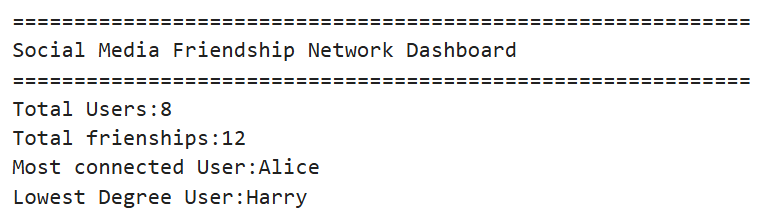 ============================================================
Social Media Friendship Network Dashboard
============================================================
Total Users:8
Total frienships:12
Most connected User:Alice
Lowest Degree User:Harry